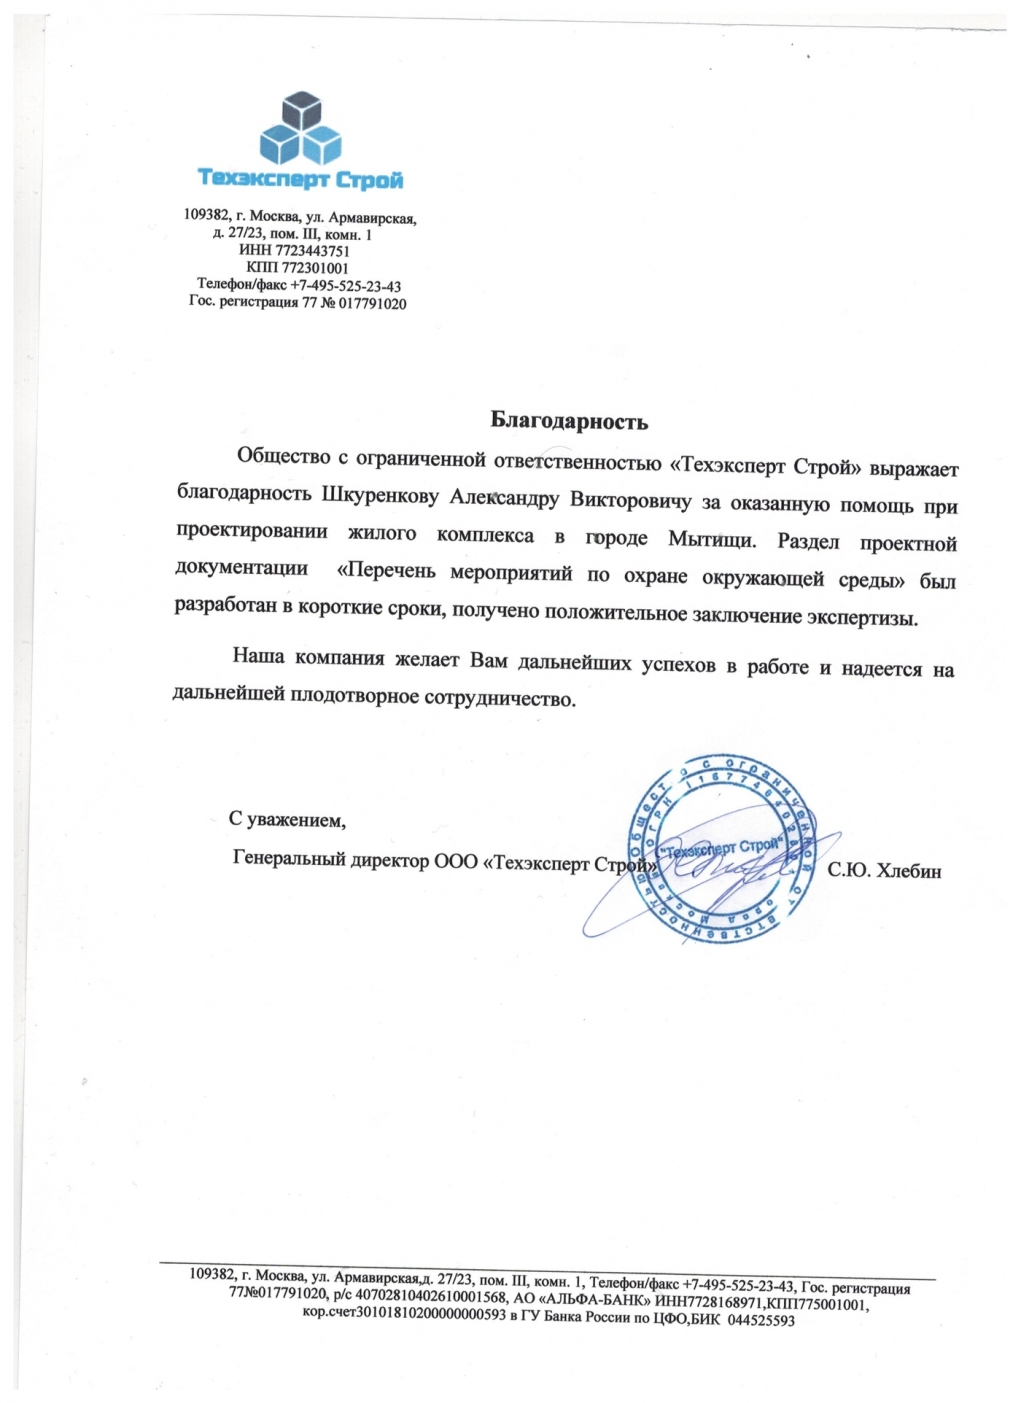 Техэксперт Строй
109382, г. Москва, ул. Армавирская,
д. 27/23, пом. III, комн. 1
ИНН 7723443751
КПП 772301001
Телефон/факс +7-495-525-23-43
Гос. регистрация 77 № 017791020
Благодарность
Общество с ограниченной ответственностью «Техэксперт Строй» выражает
благодарность Шкуренкову Александру Викторовичу за оказанную помощь при
проектировании жилого комплекса в городе Мытищи. Раздел проектной
документации «Перечень мероприятий по охране окружающей среды» был
разработан в короткие сроки, получено положительное заключение экспертизы.
Наша компания желает Вам дальнейших успехов в работе и надеется на
дальнейшей плодотворное сотрудничество.
С уважением,
Генеральный директор ООО «Техэксперт Строй»
С.Ю. Хлебин
Общество с ограниченной ответственностью
ОГРН
город Москва
"Техэксперт Строй"
109382, г. Москва, ул. Армавирская,д. 27/23, пом. III, комн. 1, Телефон/факс +7-495-525-23-43, Гос. регистрация
77№017791020, р/с 40702810402610001568, АО «АЛЬФА-БАНК» ИНН7728168971,КПП775001001,
кор.счет30101810200000000593 в ГУ Банка России по ЦФО,БИК 044525593